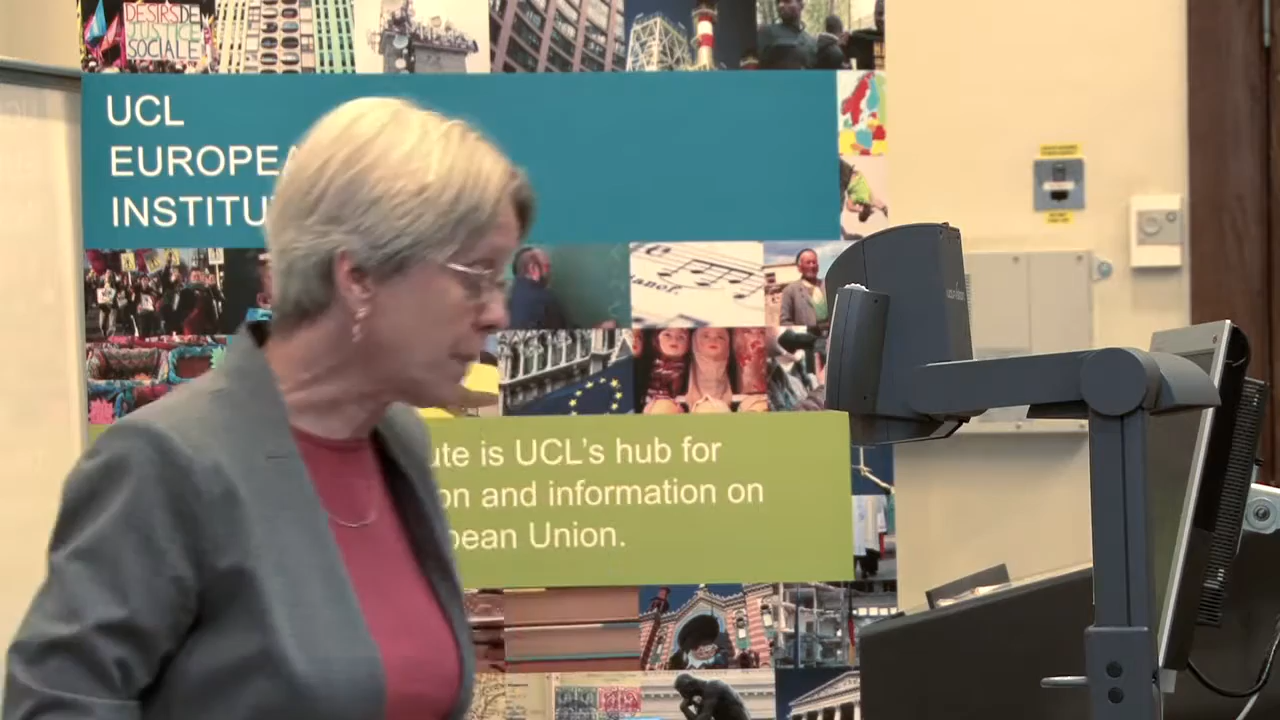 DESIRS DE
JUSTICE
SOCIALE
UCL
EUROPEA
INSTITU
ute is UCL's hub for
on and information on
pean Union.